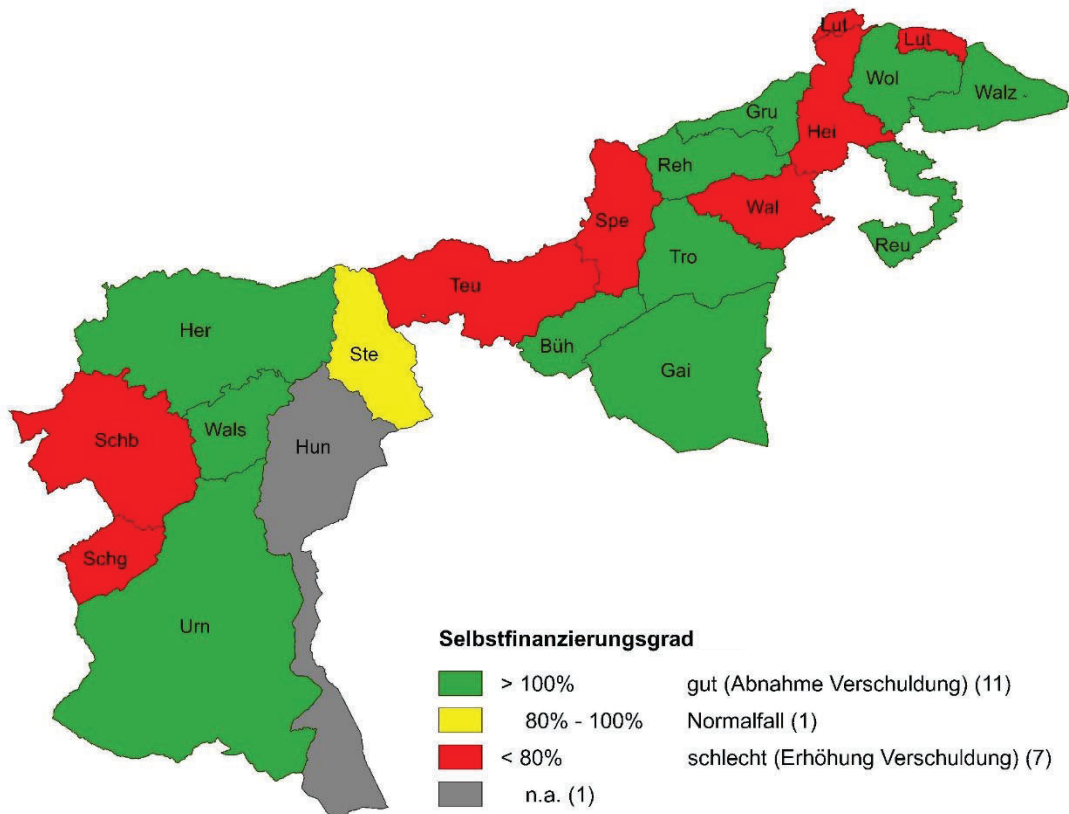 Lut
Lut
Wol
Walz
Gru
Hei
Reh
Wal
Spe
Reu
Tro
Teu
Her
Büh
Ste
Gai
Wals
Schb
Hun
Schg
Urn
Selbstfinanzierungsgrad
> 100% gut (Abnahme Verschuldung) (11)
80% - 100% Normalfall (1)
< 80% schlecht (Erhöhung Verschuldung) (7)
n.a. (1)